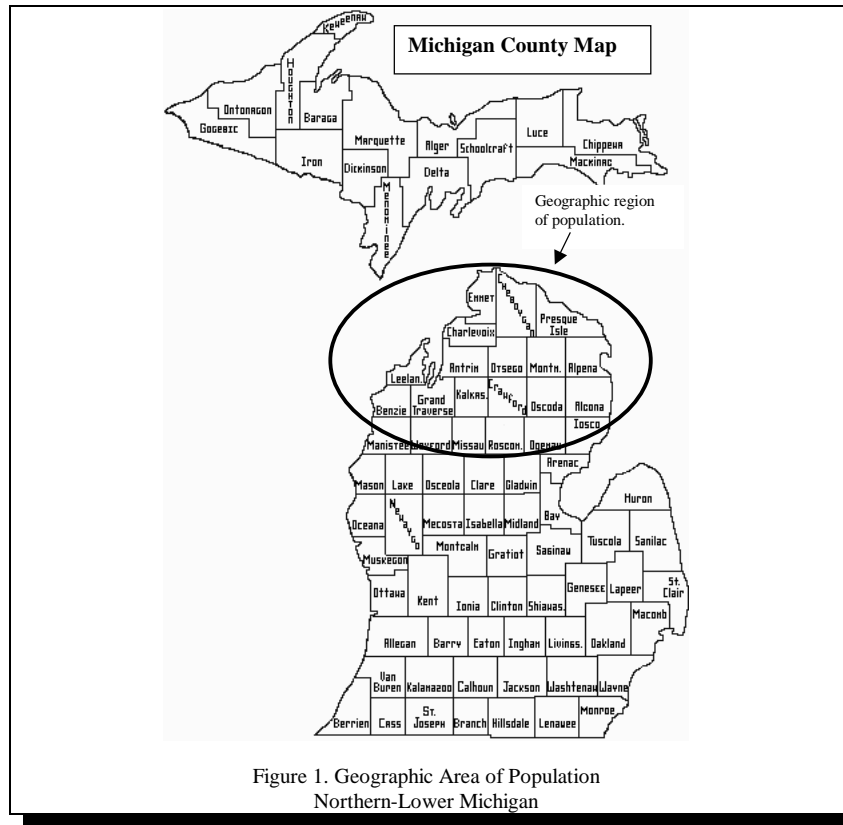 Keweenaw
Michigan County Map
Houghton
Ontonagon
Baraga
Gogebic
Marquette
Alger
Schoolcraft
Luce
Chippewa
Mackinac
Iron
Dickinson
Delta
Menominee
Geographic region
of population.
Emmet
Cheboygan
Presque
Isle
Charlevoix
Antrim
Otsego
Montm.
Alpena
Leelan.
Benzie
Grand
Traverse
Kalkas.
Crawford
Oscoda
Alcona
Iosco
Manistee
Wexford
Missau
Roscom.
Ogemaw
Arenac
Mason
Lake
Osceola
Clare
Gladwin
Huron
Oceana
Newaygo
Mecosta
Isabella
Midland
Bay
Tuscola
Sanilac
Muskegon
Montcalm
Gratiot
Saginaw
Ottawa
Kent
Ionia
Clinton
Shiawas.
Genesee
Lapeer
St.
Clair
Macomb
Allegan
Barry
Eaton
Ingham
Livings.
Oakland
Van
Buren
Kalamazoo
Calhoun
Jackson
Washtenaw
Wayne
Berrien
Cass
St.
Joseph
Branch
Hillsdale
Lenawee
Monroe
Figure 1. Geographic Area of Population
Northern-Lower Michigan